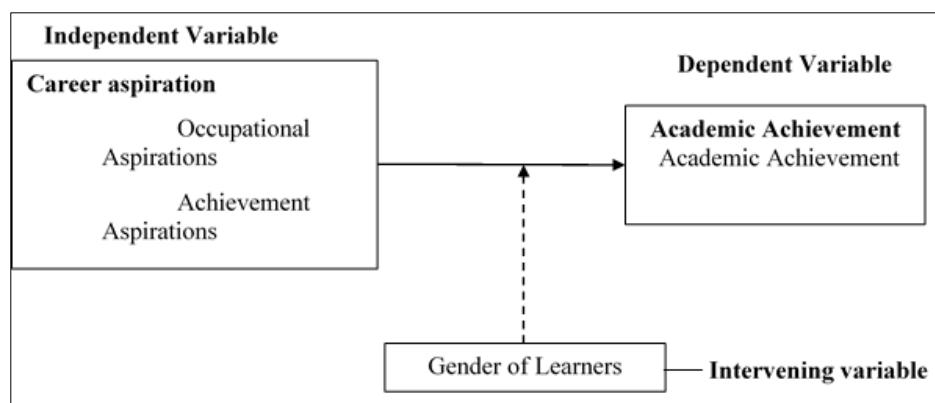 Independent Variable
Career aspiration
Occupational
Aspirations
Achievement
Aspirations
Dependent Variable
Academic Achievement
Academic Achievement
Gender of Learners
Intervening variable